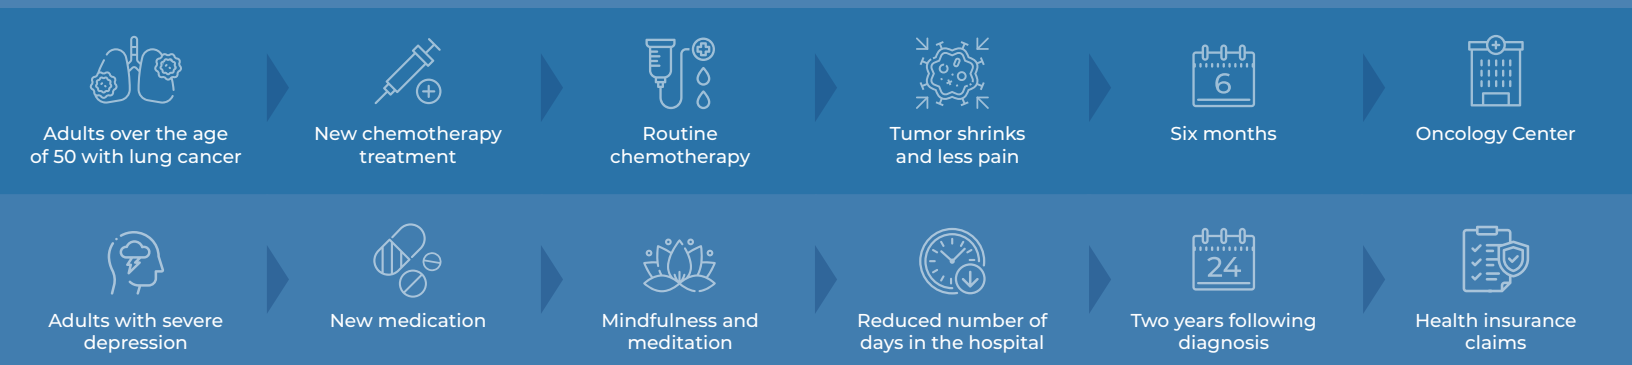 Adults over the age
of 50 with lung cancer
New chemotherapy
treatment
Routine
chemotherapy
Tumor shrinks
and less pain
6
Six months
Oncology Center
Adults with severe
depression
New medication
Mindfulness and
meditation
Reduced number of
days in the hospital
24
Two years following
diagnosis
Health insurance
claims